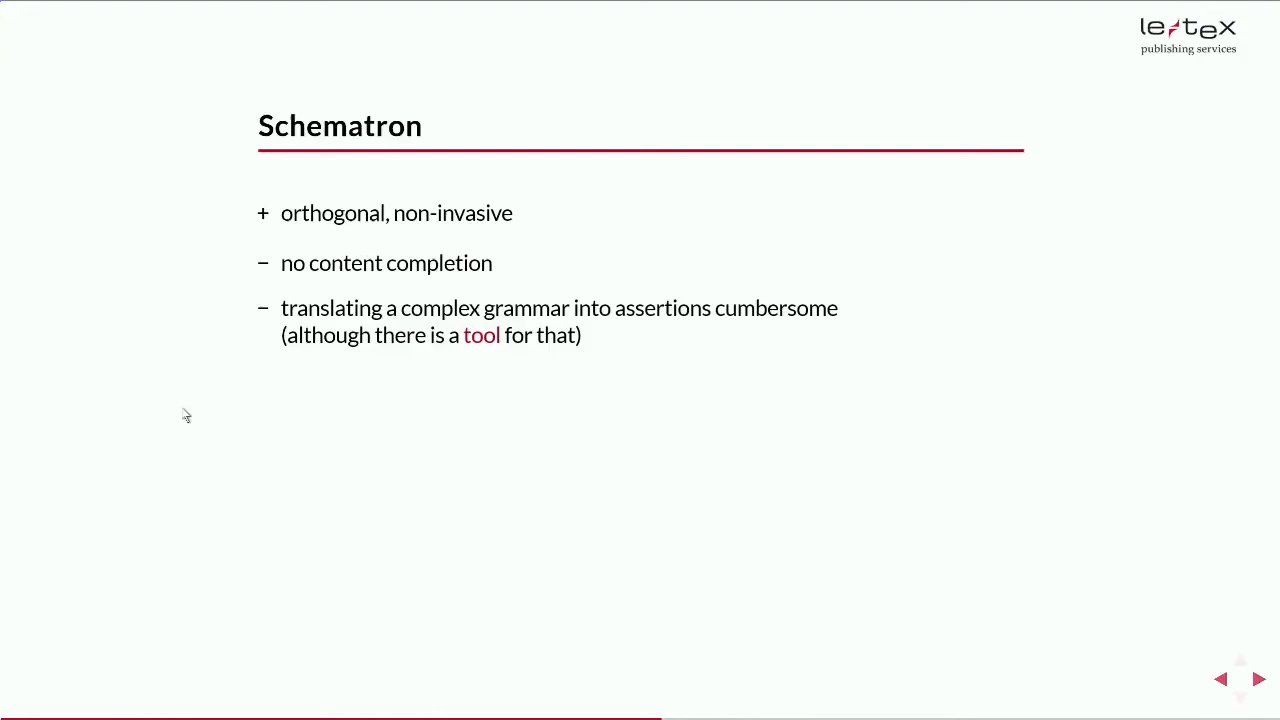 le-tex
publishing services
Schematron
+ orthogonal, non-invasive
− no content completion
− translating a complex grammar into assertions cumbersome
(although there is a tool for that)